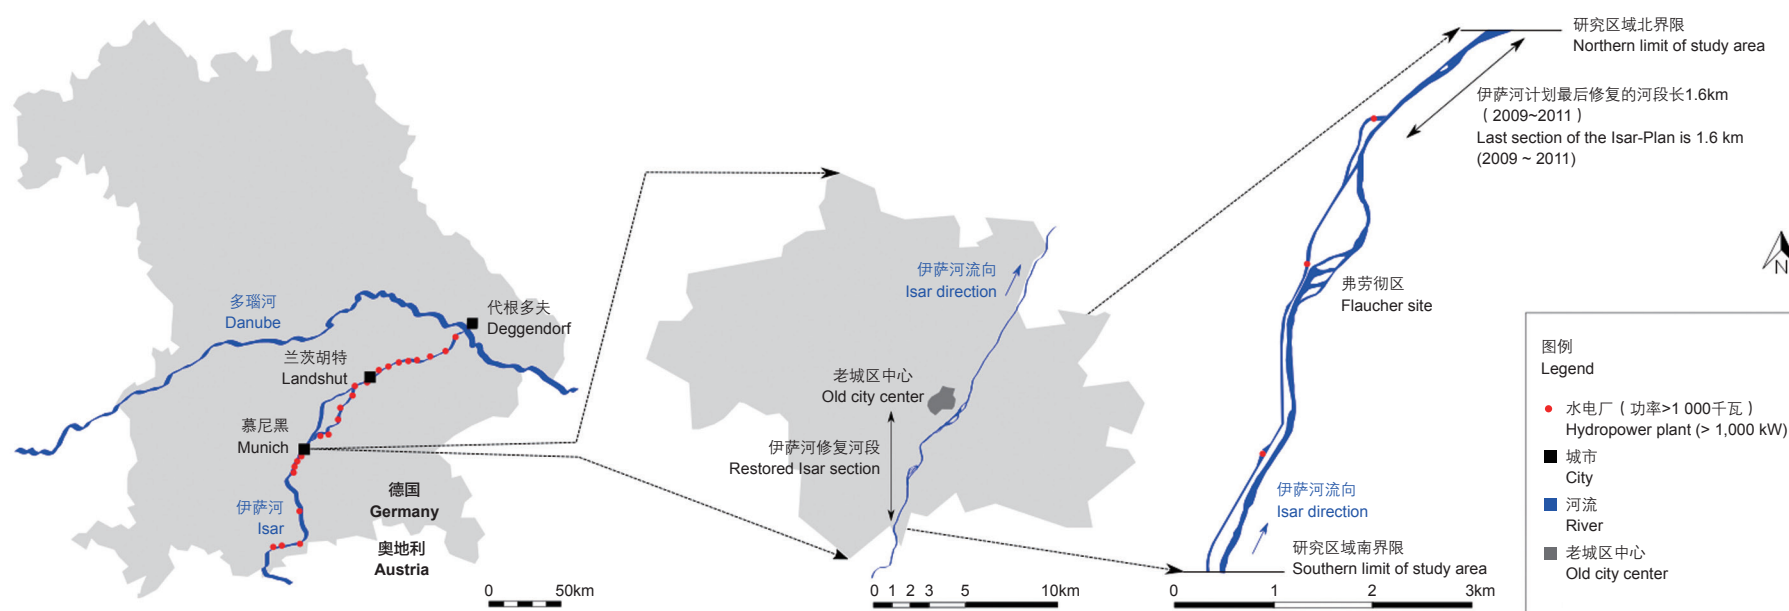 多瑙河
Danube
代根多夫
Deggendorf
兰茨胡特
Landshut
慕尼黑
Munich
伊萨河
Isar
德国
Germany
奥地利
Austria
0
50km
伊萨河流向
Isar direction
老城区中心
Old city center
伊萨河修复河段
Restored Isar section
0 1 2 3 5 10km
研究区域北界限
Northern limit of study area
伊萨河计划最后修复的河段长1.6km
（2009~2011）
Last section of the Isar-Plan is 1.6 km
(2009 ~ 2011)
弗劳彻区
Flaucher site
伊萨河流向
Isar direction
研究区域南界限
Southern limit of study area
0 1 2 3km
N
图例
Legend
水电厂（功率>1 000千瓦）
Hydropower plant (> 1,000 kW)
城市
City
河流
River
老城区中心
Old city center